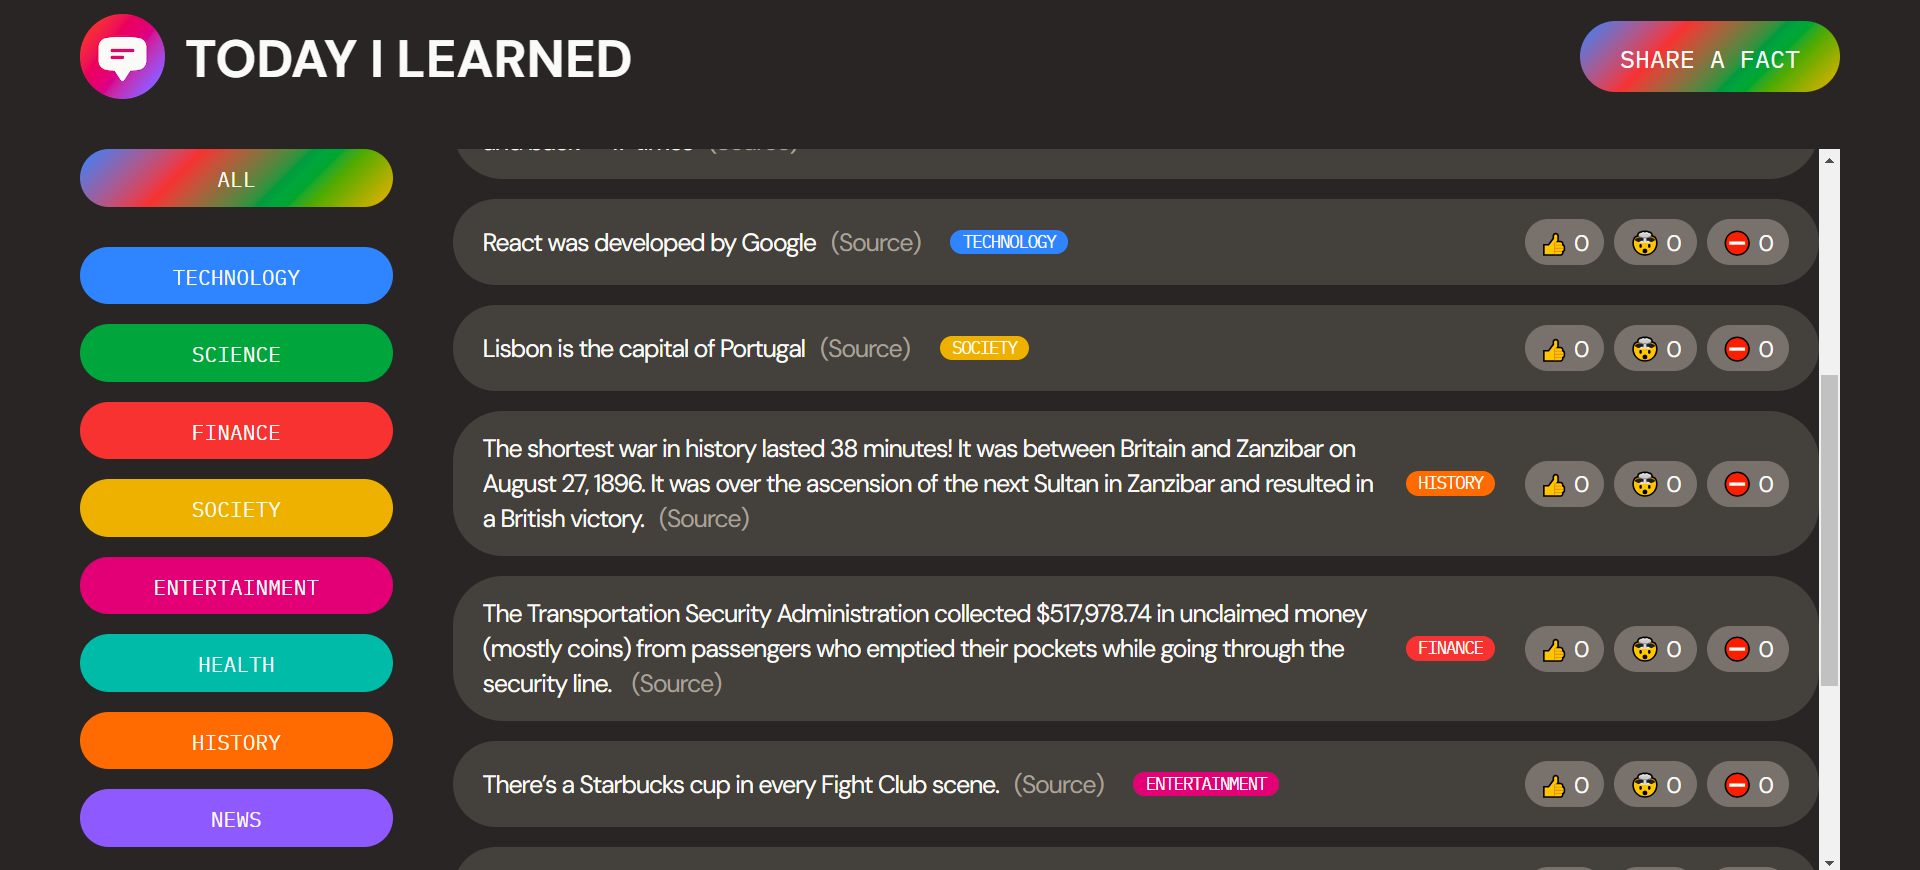 TODAY I LEARNED
SHARE A FACT
ALL
TECHNOLOGY
SCIENCE
FINANCE
SOCIETY
ENTERTAINMENT
HEALTH
HISTORY
NEWS
React was developed by Google (Source) TECHNOLOGY 👍 0 🤯 0 ⛔ 0
Lisbon is the capital of Portugal (Source) SOCIETY 👍 0 🤯 0 ⛔ 0
The shortest war in history lasted 38 minutes! It was between Britain and Zanzibar on
August 27, 1896. It was over the ascension of the next Sultan in Zanzibar and resulted in
a British victory. (Source)
HISTORY 👍 0 🤯 0 ⛔ 0
The Transportation Security Administration collected $517,978.74 in unclaimed money
(mostly coins) from passengers who emptied their pockets while going through the
security line. (Source)
FINANCE 👍 0 🤯 0 ⛔ 0
There’s a Starbucks cup in every Fight Club scene. (Source) ENTERTAINMENT 👍 0 🤯 0 ⛔ 0